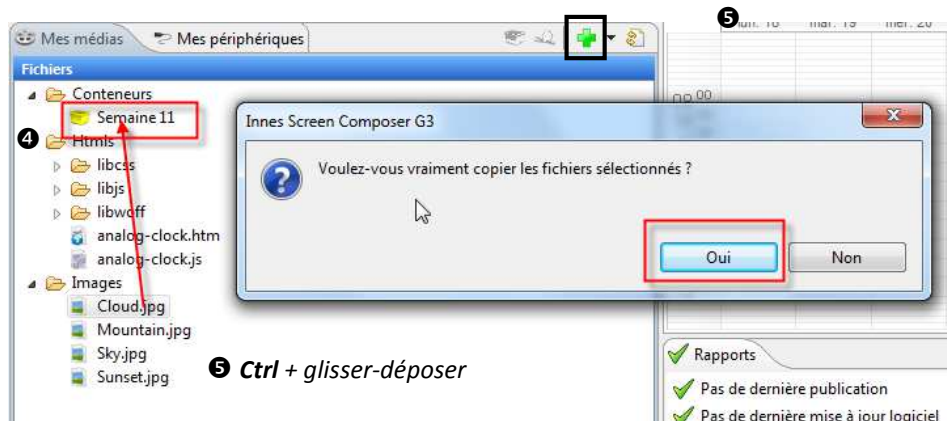 ❺
lun. 18 mar. 19 mer. 20
Mes médias Mes périphériques
Fichiers
Conteneurs
Semaine 11
❹ Htmls
libcss
libjs
libwoff
analog-clock.htm
analog-clock.js
Images
Cloud.jpg
Mountain.jpg
Sky.jpg
Sunset.jpg
❺ Ctrl + glisser-déposer
Innes Screen Composer G3
Voulez-vous vraiment copier les fichiers sélectionnés ?
Oui Non
Rapports
Pas de dernière publication
Pas de dernière mise à jour logiciel